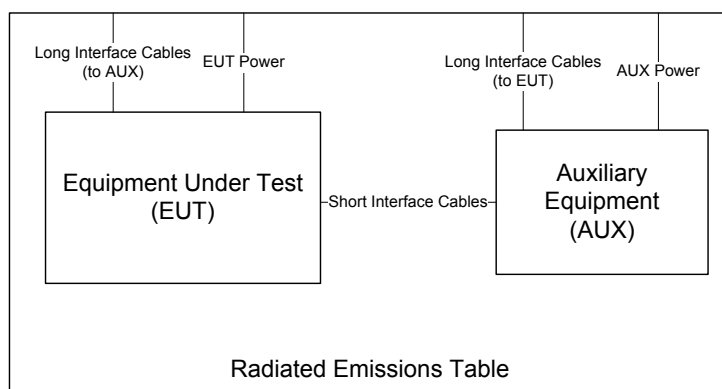 Long Interface Cables
(to AUX)
EUT Power
Long Interface Cables
(to EUT)
AUX Power
Equipment Under Test
(EUT)
Short Interface Cables
Auxiliary
Equipment
(AUX)
Radiated Emissions Table